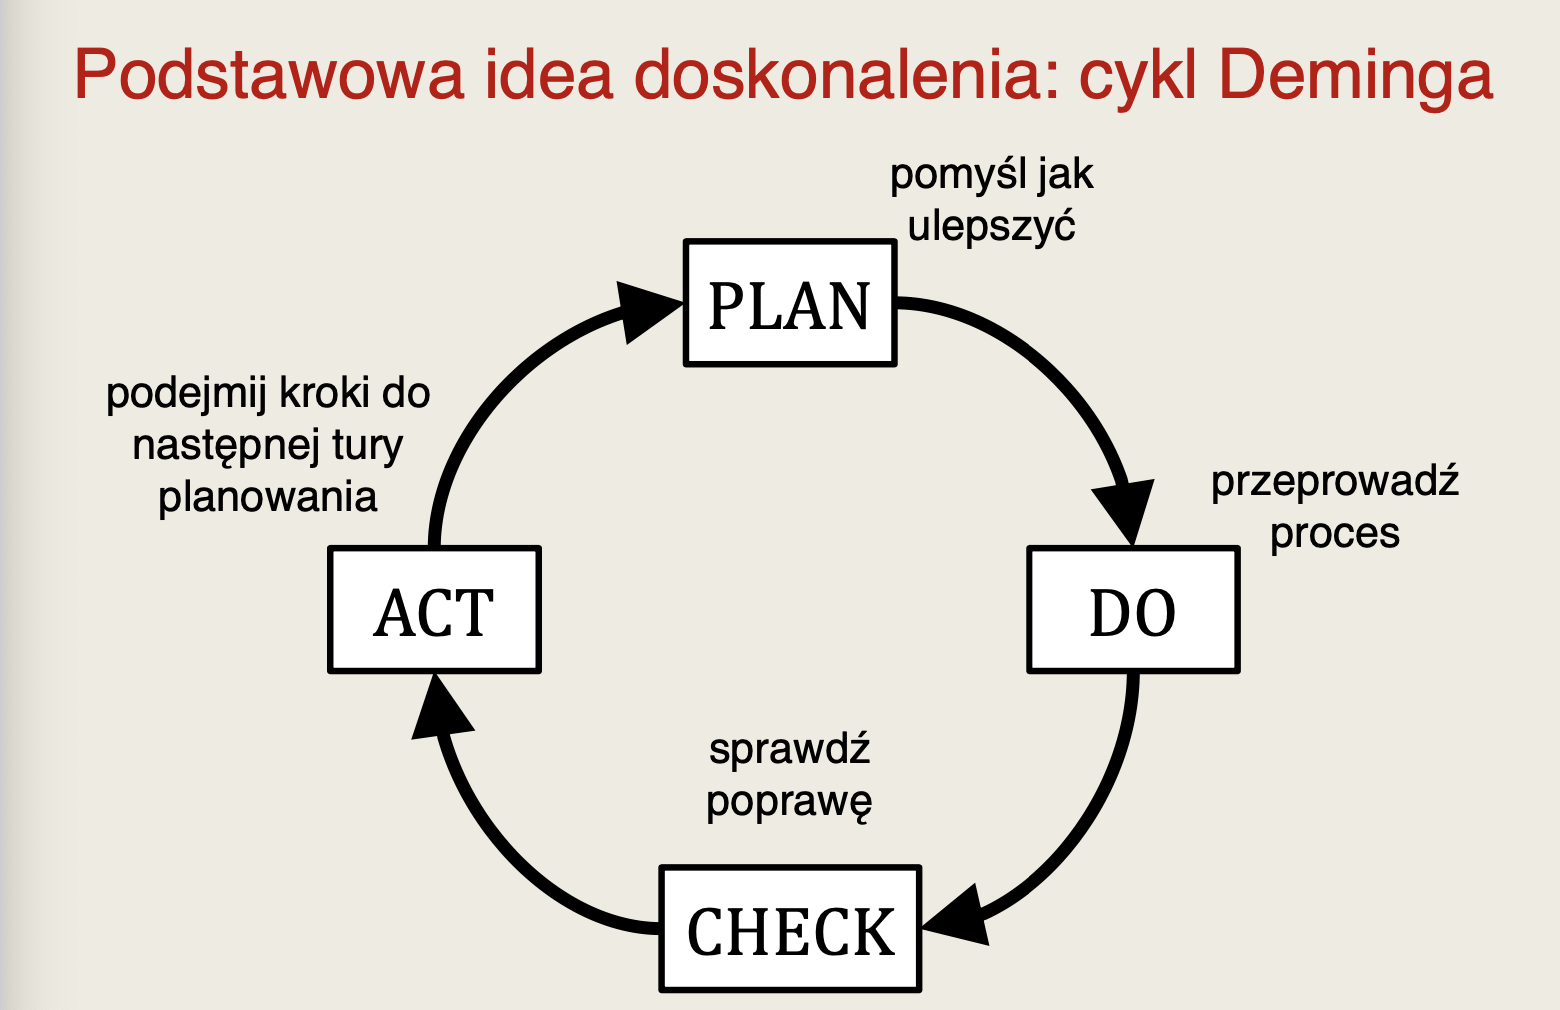 Podstawowa idea doskonalenia: cykl Deminga
pomyśl jak
ulepszyć
PLAN
przeprowadź
proces
DO
sprawdź
poprawę
CHECK
podejmij kroki do
następnej tury
planowania
ACT